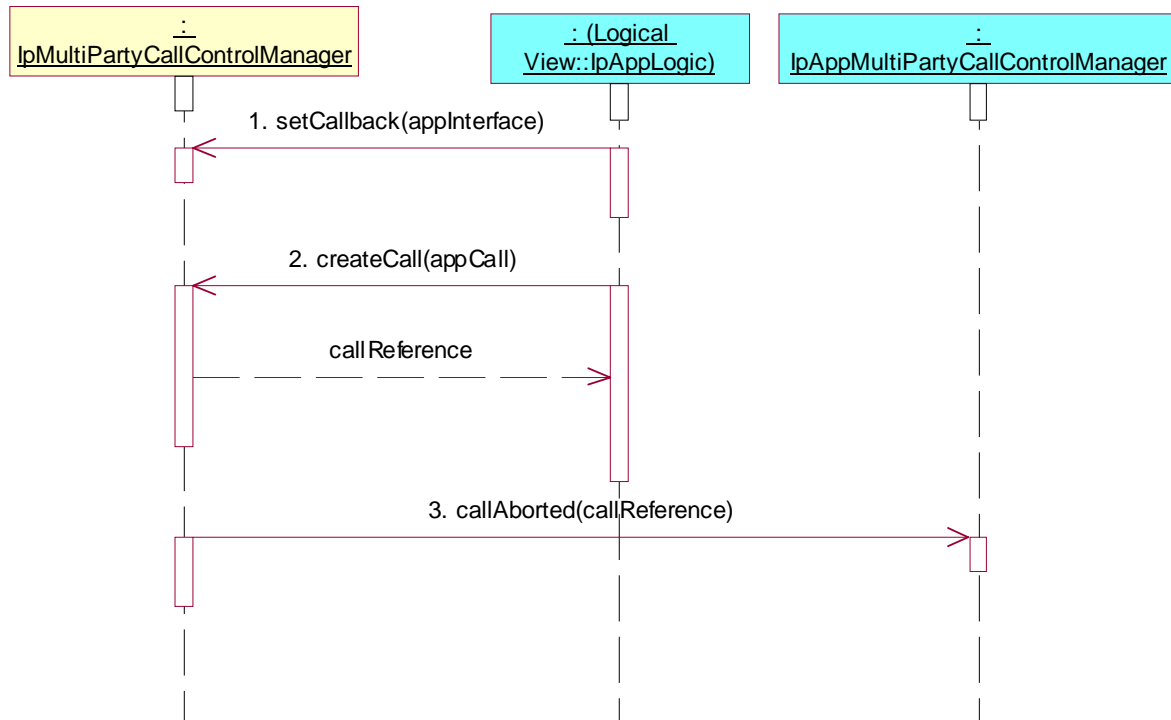 :
IpMultiPartyCallControlManager
: (Logical
View::IpAppLogic)
:
IpAppMultiPartyCallControlManager
1. setCallback(appInterface)
2. createCall(appCall)
callReference
3. callAborted(callReference)